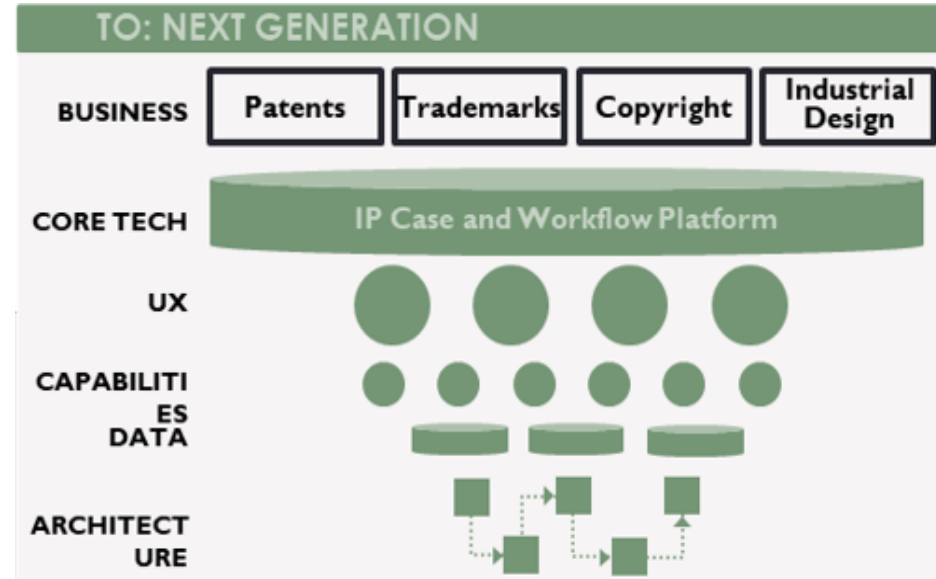 TO: NEXT GENERATION
BUSINESS
Patents
Trademarks
Copyright
Industrial
Design
CORE TECH
IP Case and Workflow Platform
UX
CAPABILITI
ES
DATA
ARCHITECT
URE